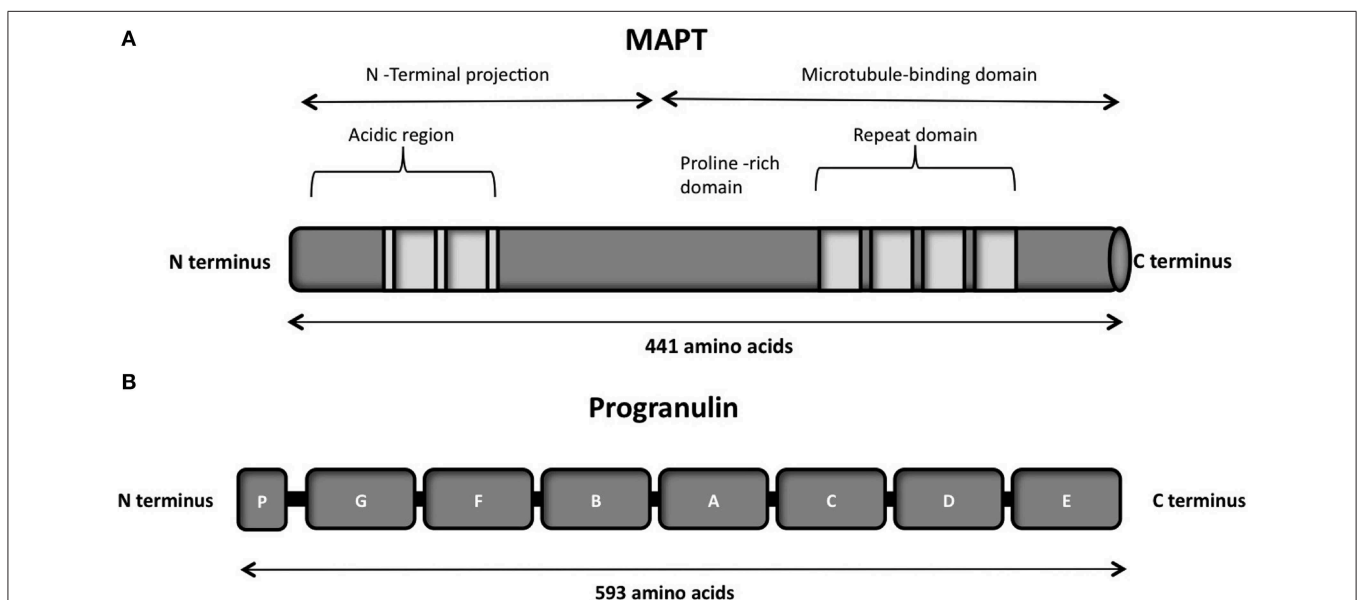 A
MAPT
N -Terminal projection
Microtubule-binding domain
Acidic region
Repeat domain
Proline -rich
domain
N terminus
C terminus
441 amino acids
B
Progranulin
N terminus
P
G
F
B
A
C
D
E
C terminus
593 amino acids